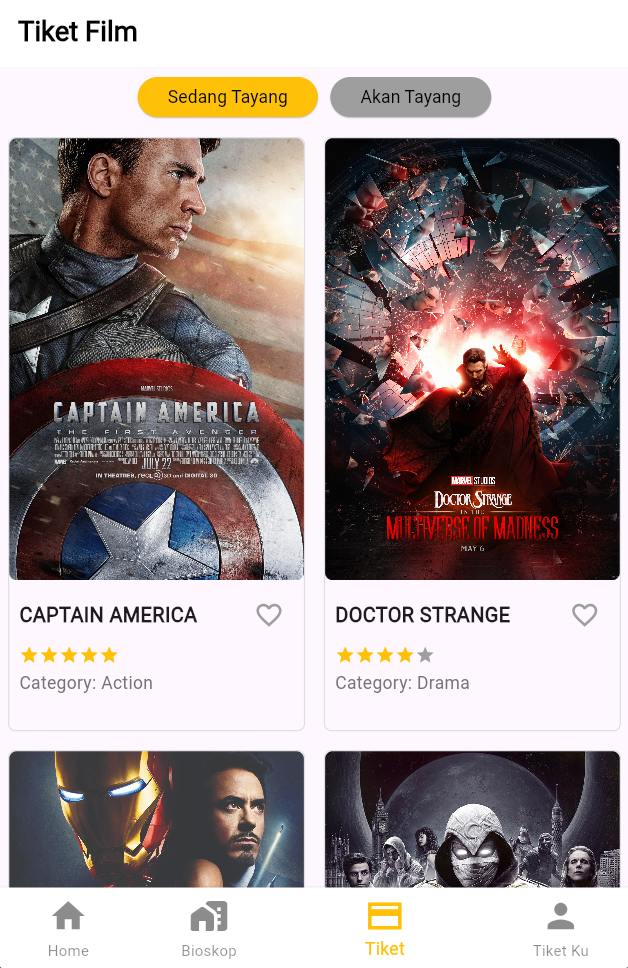 Tiket Film
Sedang Tayang
Akan Tayang
MARVEL STUDIOS
CAPTAIN AMERICA
THE FIRST AVENGER
JULY 22
IN THEATRES, REAL D 3D AND DIGITAL 3D
MARVEL STUDIOS
DOCTOR STRANGE
IN THE
MULTIVERSE OF MADNESS
MAY 6
CAPTAIN AMERICA
Category: Action
DOCTOR STRANGE
Category: Drama
Home
Bioskop
Tiket
Tiket Ku